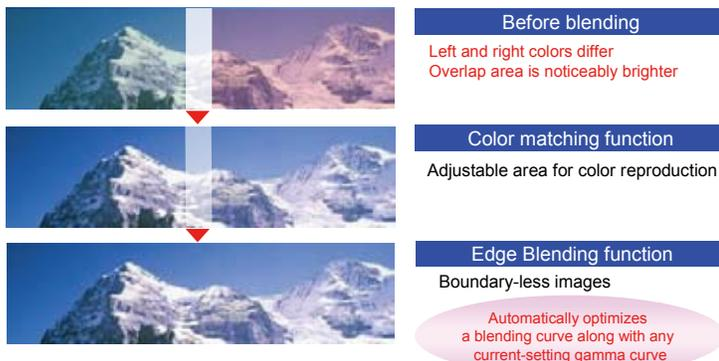 Before blending
Left and right colors differ
Overlap area is noticeably brighter
Color matching function
Adjustable area for color reproduction
Edge Blending function
Boundary-less images
Automatically optimizes
a blending curve along with any
current-setting gamma curve